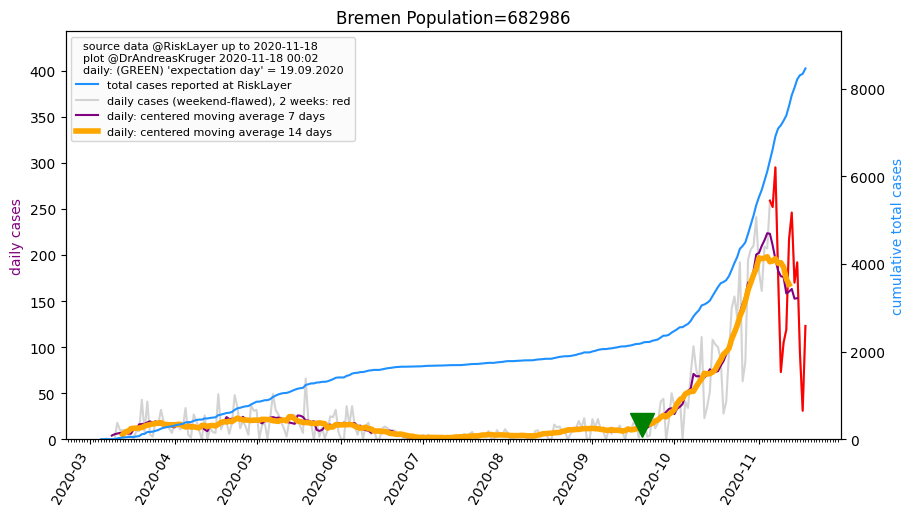 Bremen Population=682986
source data @RiskLayer up to 2020-11-18
plot @DrAndreasKruger 2020-11-18 00:02
daily: (GREEN) 'expectation day' = 19.09.2020
total cases reported at RiskLayer
daily cases (weekend-flawed), 2 weeks: red
daily: centered moving average 7 days
daily: centered moving average 14 days
daily cases
400
350
300
250
200
150
100
50
0
cumulative total cases
8000
6000
4000
2000
0
2020-03
2020-04
2020-05
2020-06
2020-07
2020-08
2020-09
2020-10
2020-11